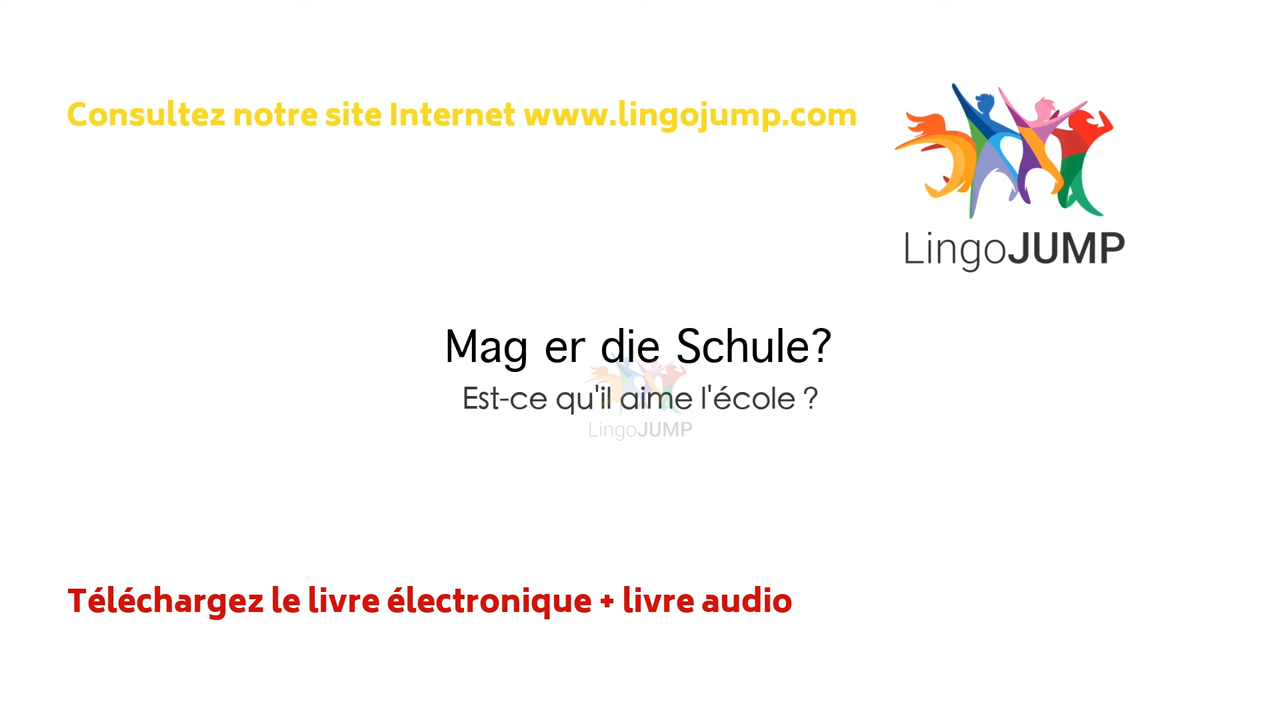 Consultez notre site Internet www.lingojump.com
LingoJUMP
Mag er die Schule?
Est-ce qu'il aime l'école ?
LingoJUMP
Téléchargez le livre électronique + livre audio